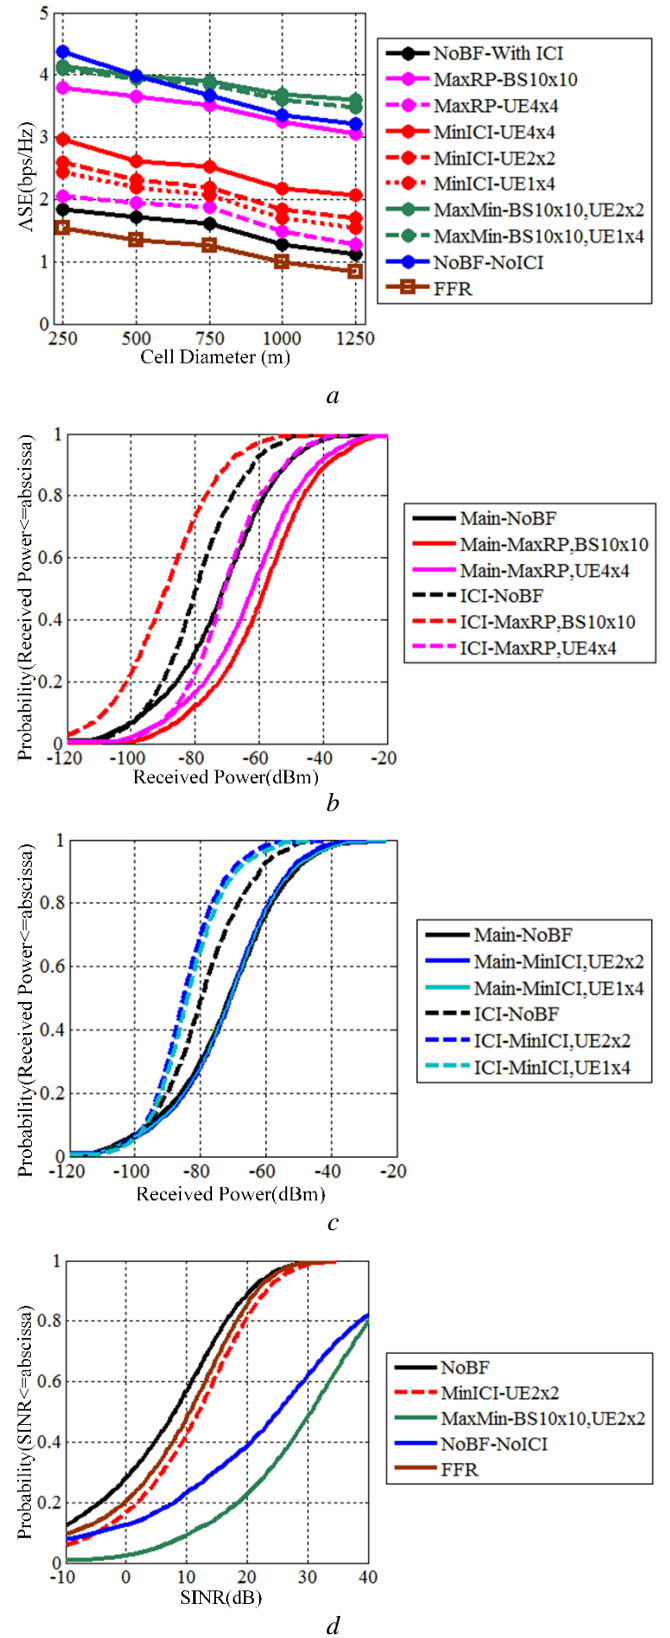 5
4
3
2
1
0
ASE(bps/Hz)
250 500 750 1000 1250
Cell Diameter (m)
NoBF-With ICI
MaxRP-BS10x10
MaxRP-UE4x4
MinICI-UE4x4
MinICI-UE2x2
MinICI-UE1x4
MaxMin-BS10x10,UE2x2
MaxMin-BS10x10,UE1x4
NoBF-NoICI
FFR
a
1
0.8
0.6
0.4
0.2
0
Probability(Received Power<=abscissa)
-120 -100 -80 -60 -40 -20
Received Power(dBm)
Main-NoBF
Main-MaxRP,BS10x10
Main-MaxRP,UE4x4
ICI-NoBF
ICI-MaxRP,BS10x10
ICI-MaxRP,UE4x4
b
1
0.8
0.6
0.4
0.2
0
Probability(Received Power<=abscissa)
-120 -100 -80 -60 -40 -20
Received Power(dBm)
Main-NoBF
Main-MinICI,UE2x2
Main-MinICI,UE1x4
ICI-NoBF
ICI-MinICI,UE2x2
ICI-MinICI,UE1x4
c
1
0.8
0.6
0.4
0.2
0
Probability(SINR<=abscissa)
-10 0 10 20 30 40
SINR(dB)
NoBF
MinICI-UE2x2
MaxMin-BS10x10,UE2x2
NoBF-NoICI
FFR
d